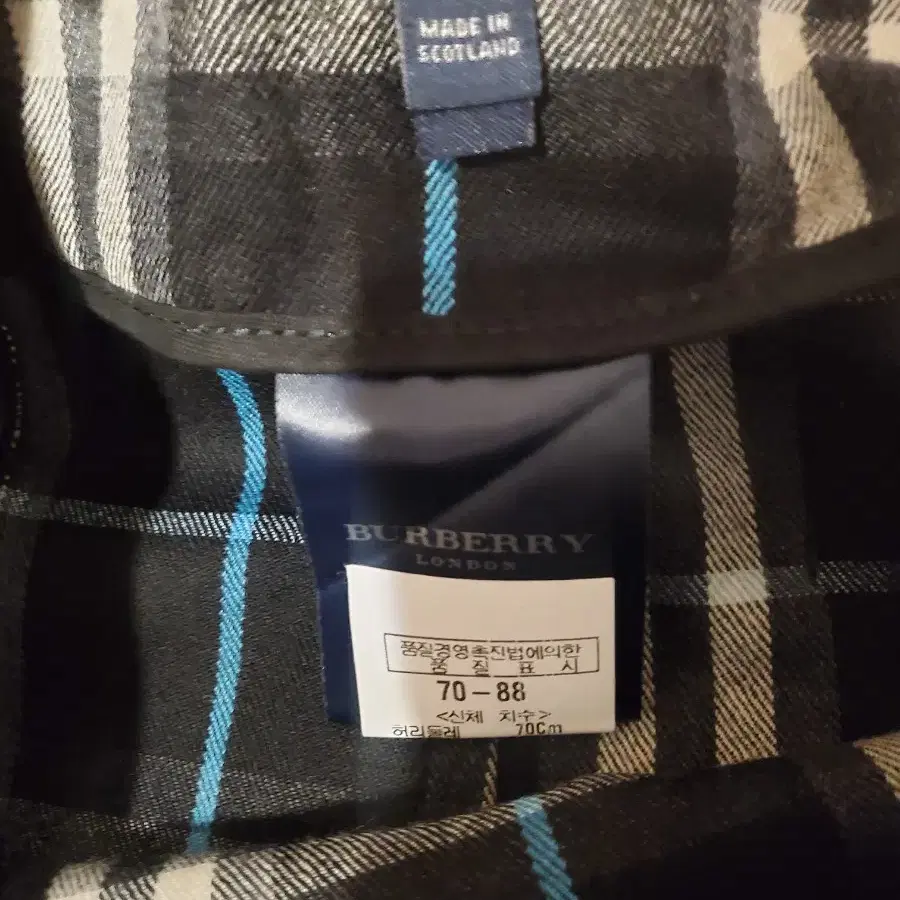 MADE IN
SCOTLAND
BURBERRY
LONDON
품질경영촉진법에의한
품 질 표 시
70-88
<신체 치수>
허리둘레 70Cm